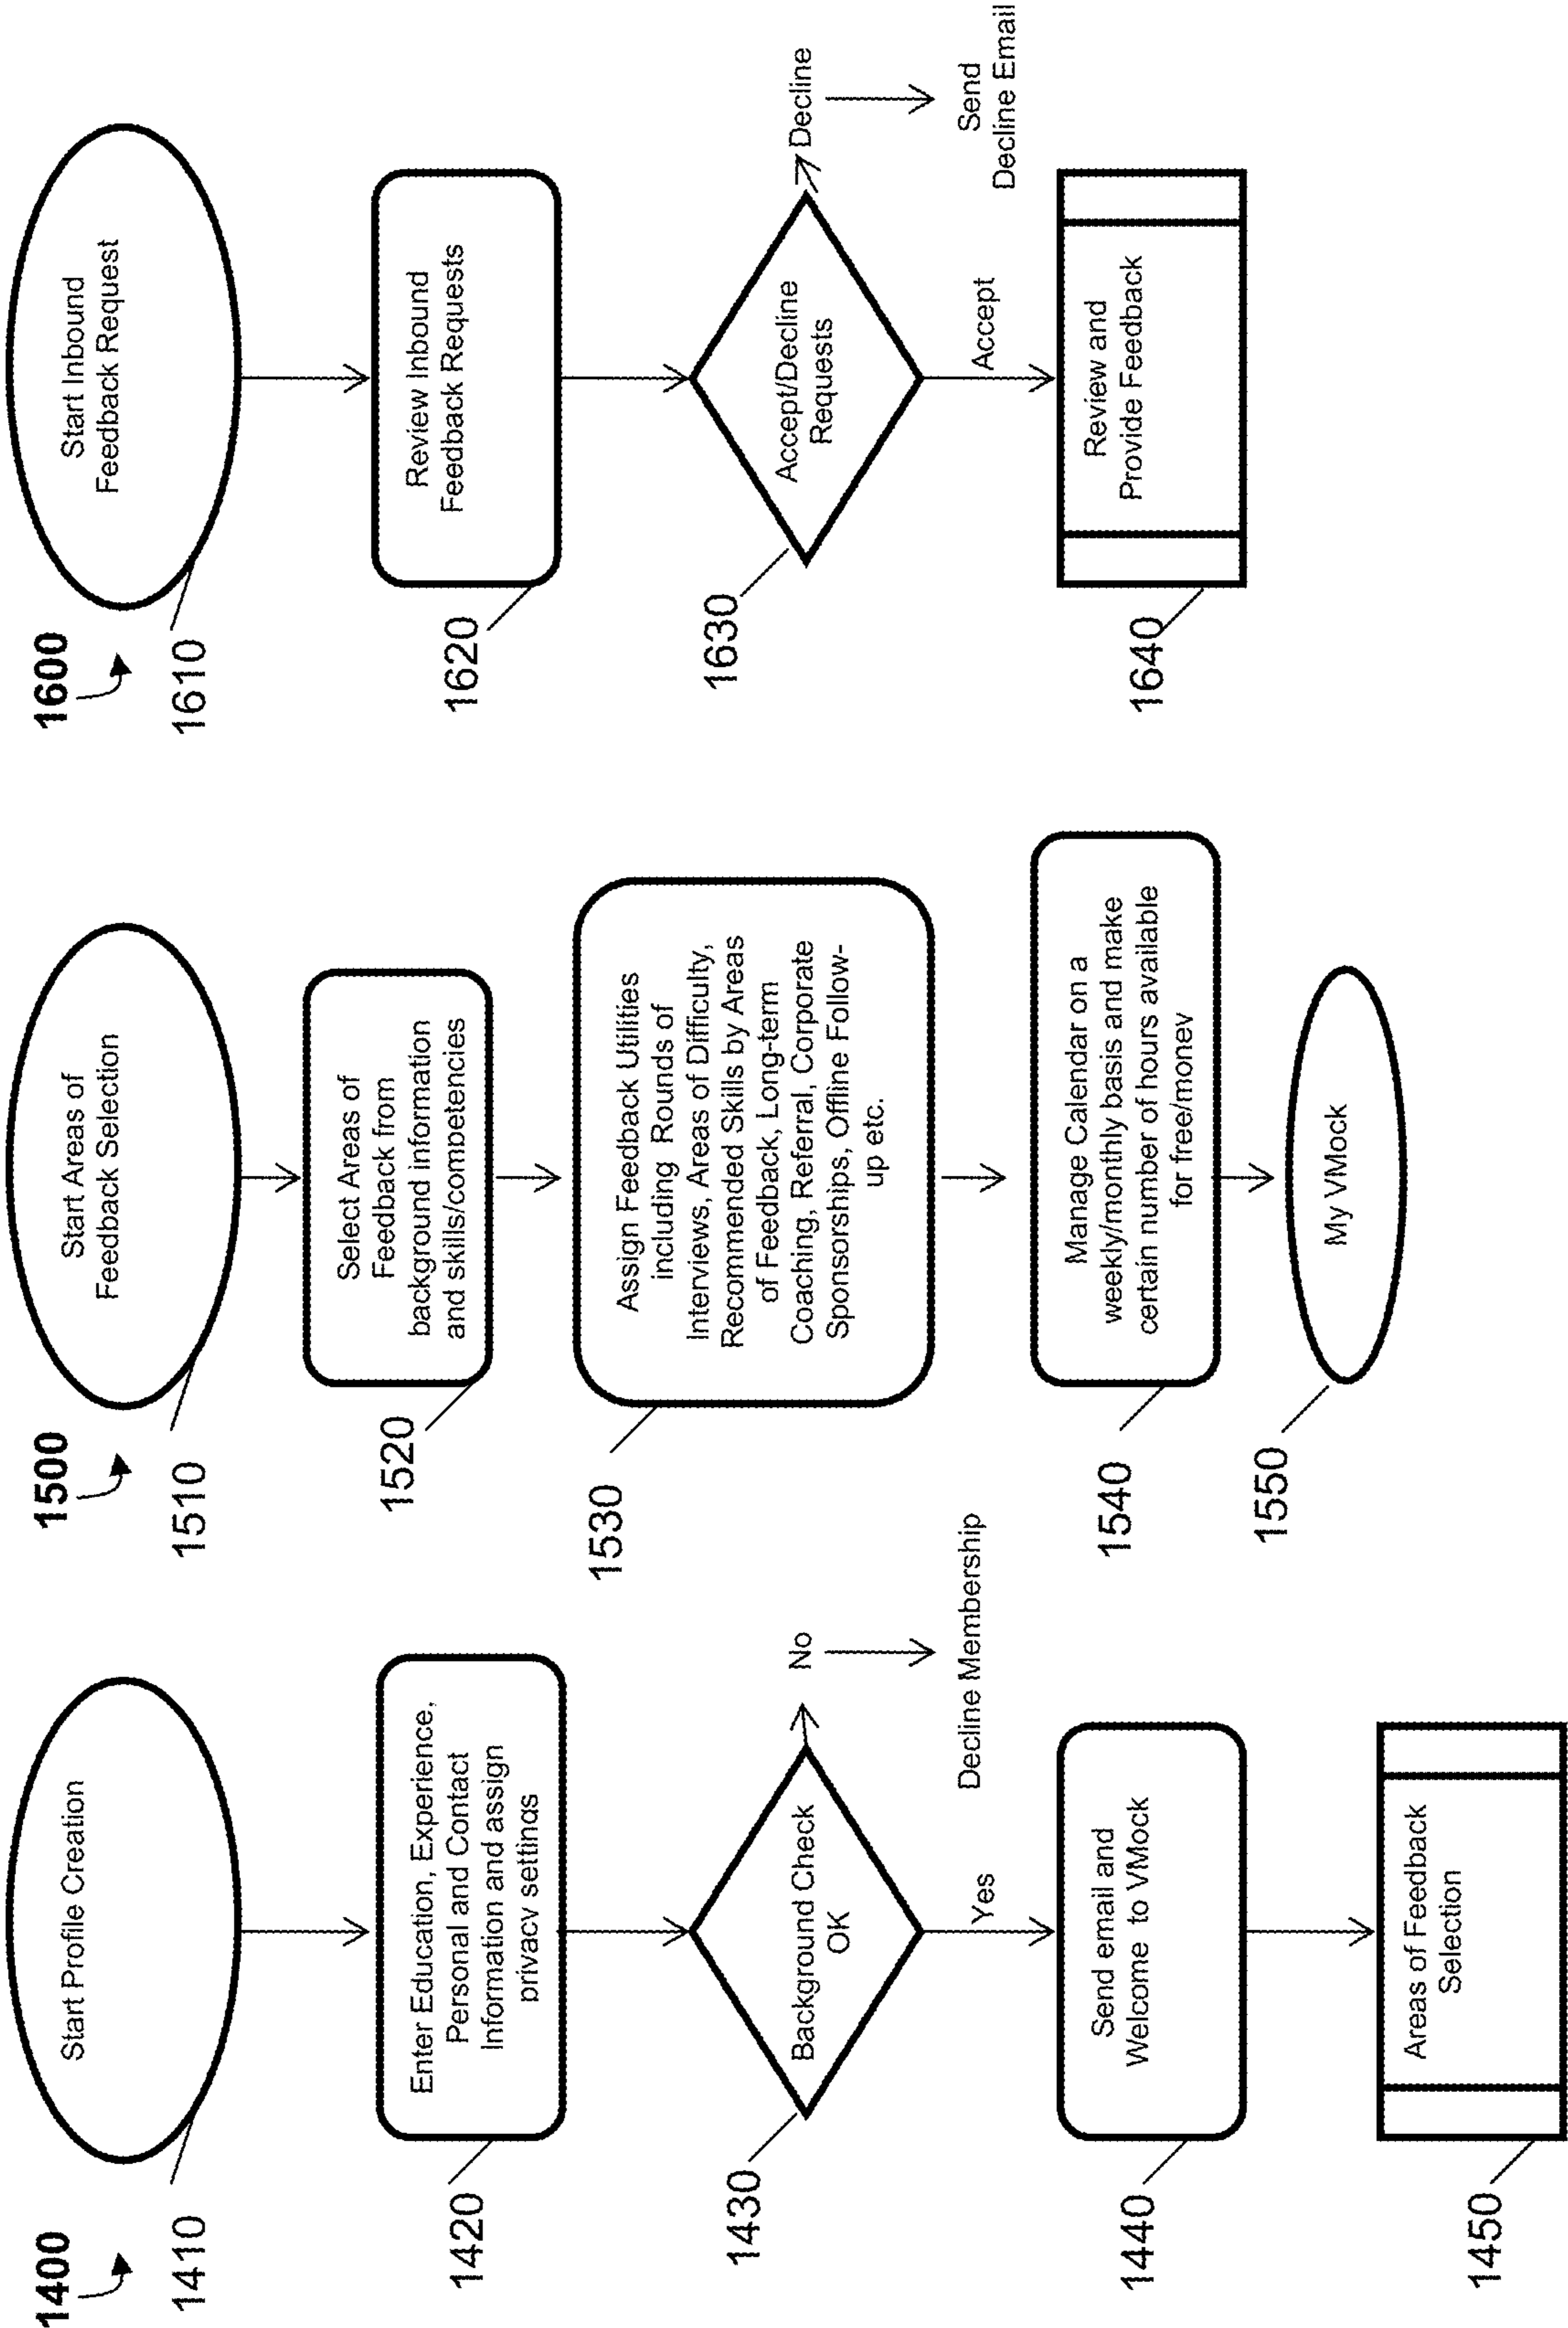 1400
1410
Start Profile Creation
1420
Enter Education, Experience,
Personal and Contact
Information and assign
privacy settings
1430
Background Check
OK
No
Decline Membership
Yes
1440
Send email and
Welcome to VMock
1450
Areas of Feedback
Selection
1500
1510
Start Areas of
Feedback Selection
1520
Select Areas of
Feedback from
background information
and skills/competencies
1530
Assign Feedback Utilities
including Rounds of
Interviews, Areas of Difficulty,
Recommended Skills by Areas
of Feedback, Long-term
Coaching, Referral, Corporate
Sponsorships, Offline Follow-
up etc.
1540
Manage Calendar on a
weekly/monthly basis and make
certain number of hours available
for free/money
1550
My VMock
1600
1610
Start Inbound
Feedback Request
1620
Review Inbound
Feedback Requests
1630
Accept/Decline
Requests
Decline
Send
Decline Email
Accept
1640
Review and
Provide Feedback